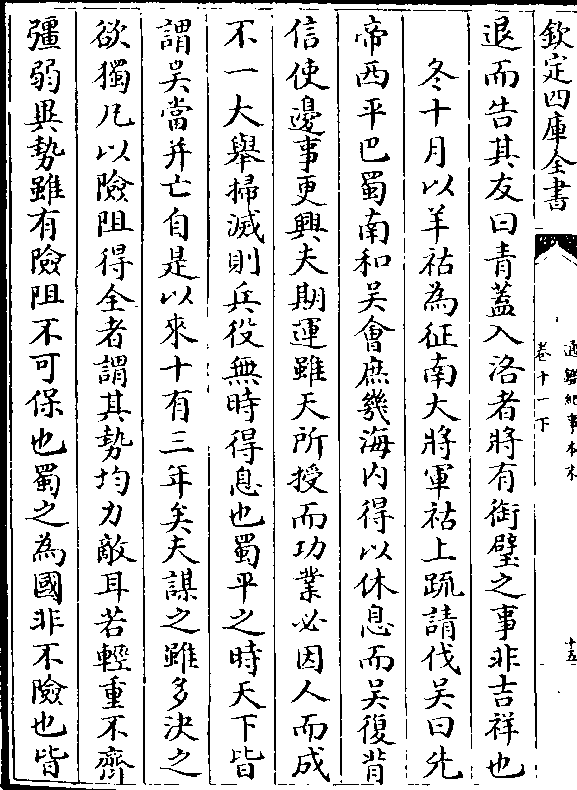 欽定四庫全書
通鑑紀事本末
卷十一下
十五
退而告其友曰青蓋入洛者將有銜璧之事非吉祥也
冬十月以羊祜為征南大將軍祜上疏請伐吳曰先
帝西平巴蜀南和吳會庶幾海内得以休息而吳復背
信使邊事更興夫期運雖天所授而功業必因人而成
不一大舉掃滅則兵役無時得息也蜀平之時天下皆
謂吳當并亡自是以來十有三年矣夫謀之雖多決之
欲獨凡以險阻得全者謂其勢均力敵耳若輕重不齊
彊弱異勢雖有險阻不可保也蜀之為國非不險也皆